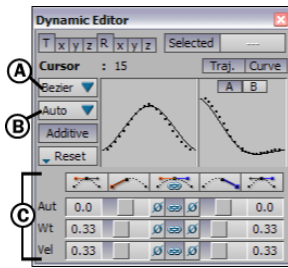 Dynamic Editor
T x y z R x y z Selected ---
Cursor : 15 Traj. Curve
A Bezier A B
B Auto
Additive
Reset
C
Aut 0.0 Ø Ø 0.0
Wt 0.33 Ø Ø 0.33
Vel 0.33 Ø Ø 0.33